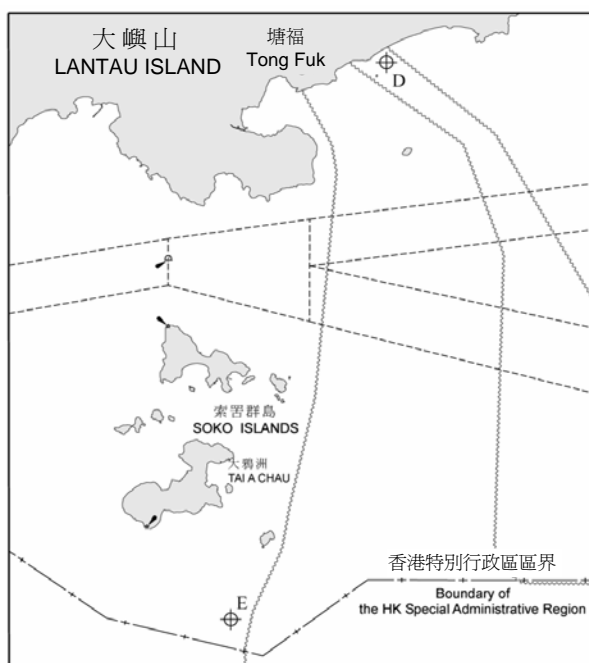 大嶼山
LANTAU ISLAND
塘福
Tong Fuk
D
索罟群島
SOKO ISLANDS
大鴉洲
TAI A CHAU
香港特別行政區區界
Boundary of
the HK Special Administrative Region
E